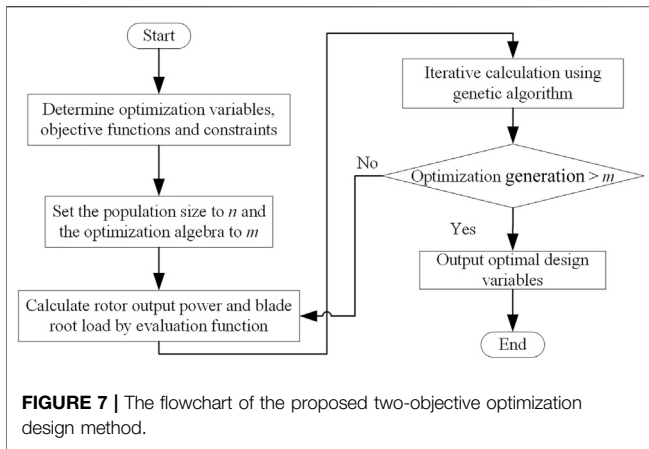 Start
Determine optimization variables,
objective functions and constraints
Set the population size to n and
the optimization algebra to m
Calculate rotor output power and blade
root load by evaluation function
Iterative calculation using
genetic algorithm
No
Optimization generation > m
Yes
Output optimal design
variables
End
FIGURE 7 | The flowchart of the proposed two-objective optimization
design method.